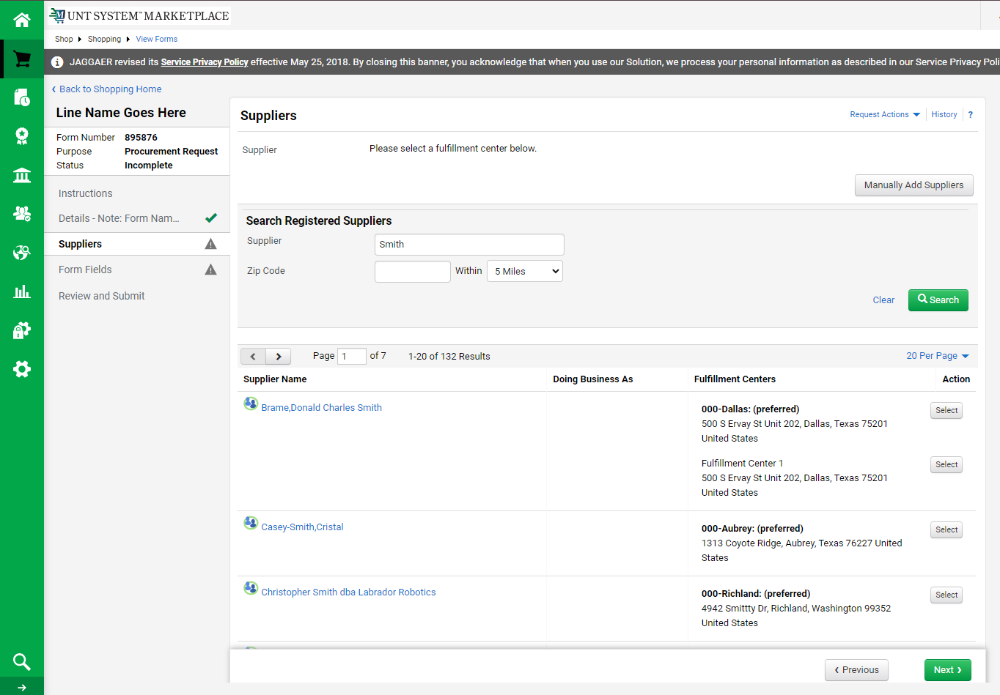 UNT SYSTEM™ MARKETPLACE
Shop Shopping View Forms
JAGGAER revised its Service Privacy Policy effective May 25, 2018. By closing this banner, you acknowledge that when you use our Solution, we process your personal information as described in our Service Privacy Poli
Back to Shopping Home
Line Name Goes Here
Form Number 895876
Purpose Procurement Request
Status Incomplete
Instructions
Details - Note: Form Nam...
Suppliers
Form Fields
Review and Submit
Suppliers
Request Actions History ?
Supplier Please select a fulfillment center below.
Manually Add Suppliers
Search Registered Suppliers
Supplier Smith
Zip Code Within 5 Miles
Clear Search
Page 1 of 7 1-20 of 132 Results 20 Per Page
Supplier Name Doing Business As Fulfillment Centers Action
Brame,Donald Charles Smith
000-Dallas: (preferred) Select
500 S Ervay St Unit 202, Dallas, Texas 75201
United States
Fulfillment Center 1 Select
500 S Ervay St Unit 202, Dallas, Texas 75201
United States
Casey-Smith,Cristal
000-Aubrey: (preferred) Select
1313 Coyote Ridge, Aubrey, Texas 76227 United
States
Christopher Smith dba Labrador Robotics
000-Richland: (preferred) Select
4942 Smittty Dr, Richland, Washington 99352
United States
Previous Next